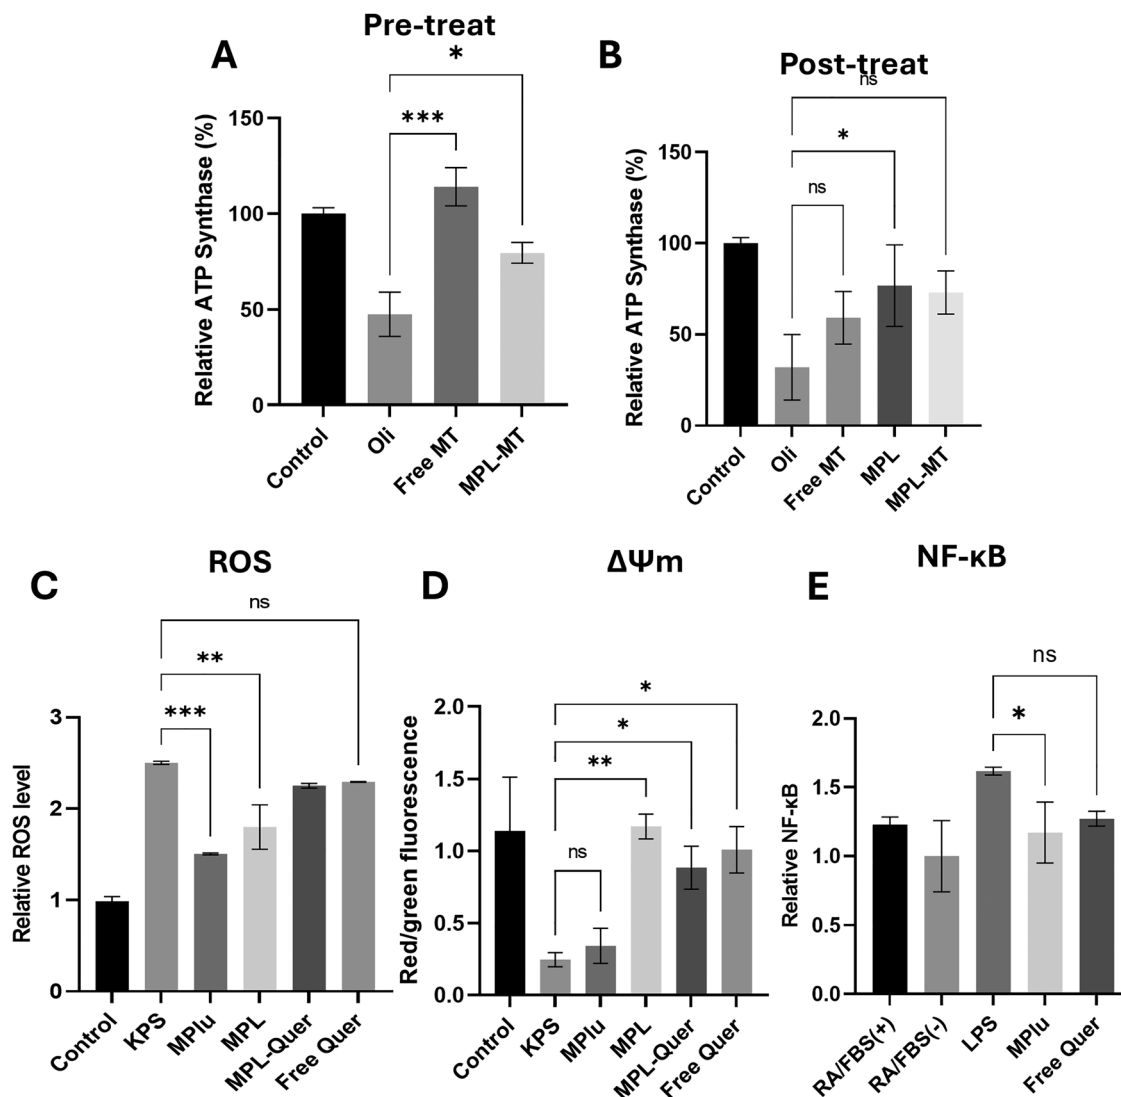 Pre-treat
A
*
***
Relative ATP Synthase (%)
150
100
50
0
Control
Oli
Free MT
MPL-MT
B
Post-treat
ns
*
ns
Relative ATP Synthase (%)
150
100
50
0
Control
Oli
Free MT
MPL
MPL-MT
ROS
C
ns
**
***
Relative ROS level
3
2
1
0
Control
KPS
MPlu
MPL
MPL-Quer
Free Quer
ΔΨm
D
*
*
**
ns
Red/green fluorescence
2.0
1.5
1.0
0.5
0.0
Control
KPS
MPlu
MPL
MPL-Quer
Free Quer
NF-κB
E
ns
*
Relative NF-κB
2.0
1.5
1.0
0.5
0.0
RA/FBS(+)
RA/FBS(-)
LPS
MPlu
Free Quer